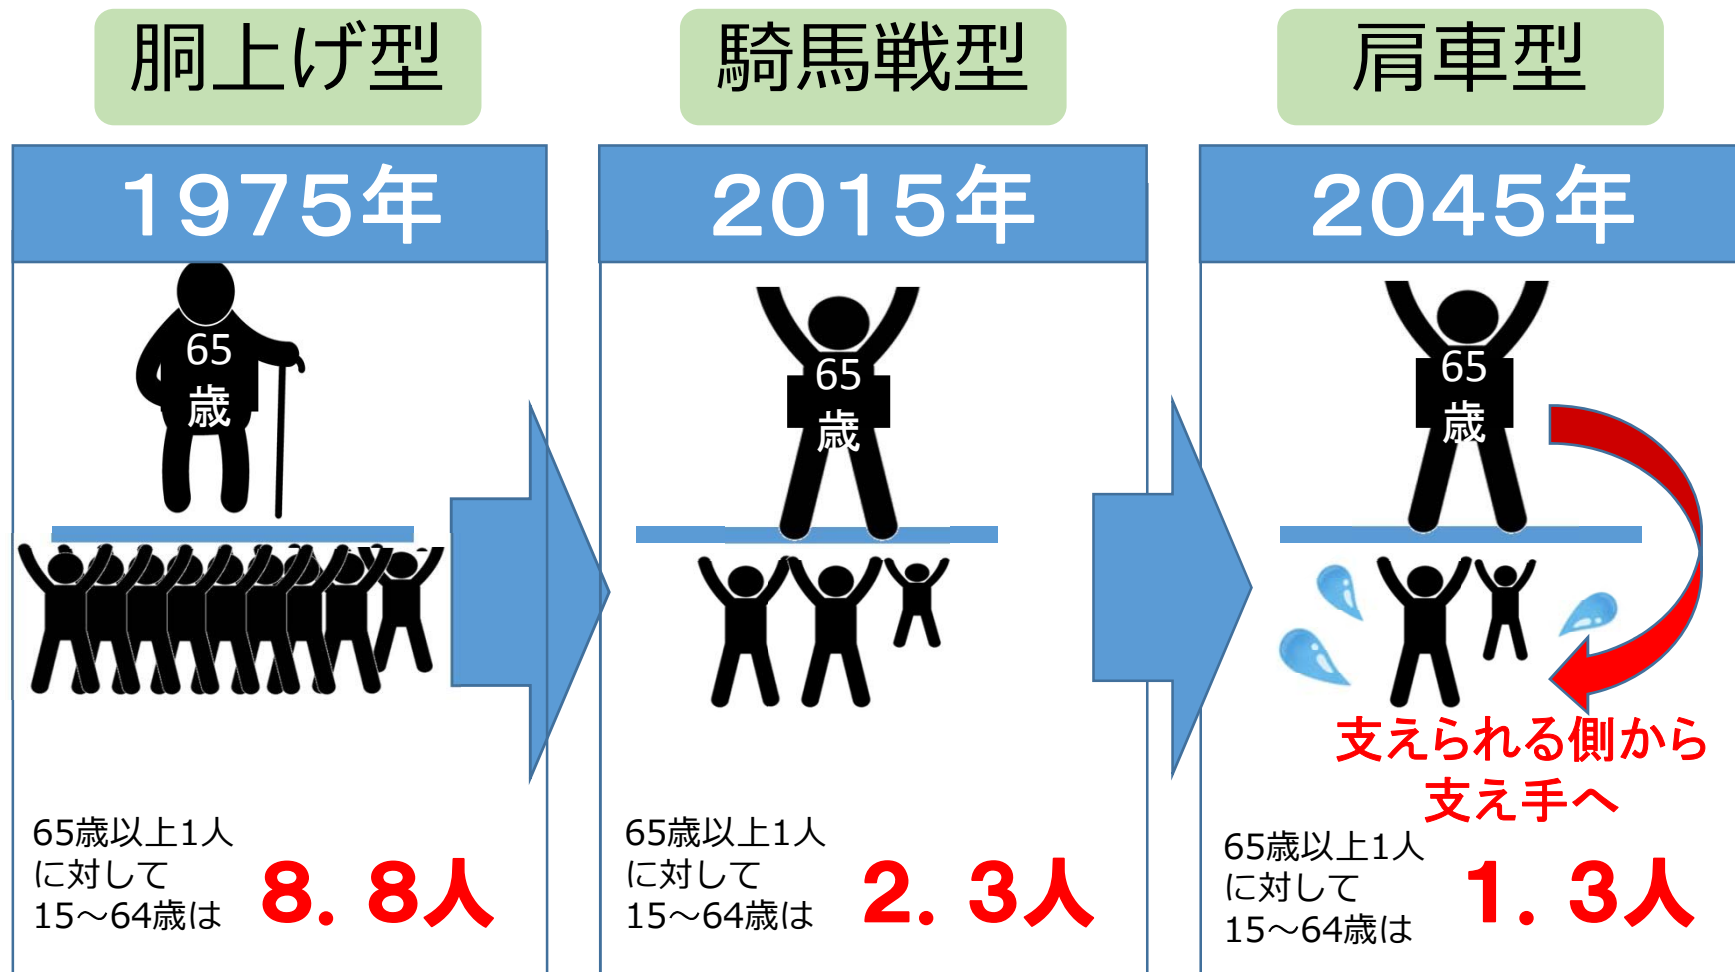 胴上げ型
1975年
65
歳
65歳以上1人
に対して
15～64歳は
８．８人
騎馬戦型
2015年
65
歳
65歳以上1人
に対して
15～64歳は
２．３人
肩車型
2045年
65
歳
支えられる側から
支え手へ
65歳以上1人
に対して
15～64歳は
１．３人